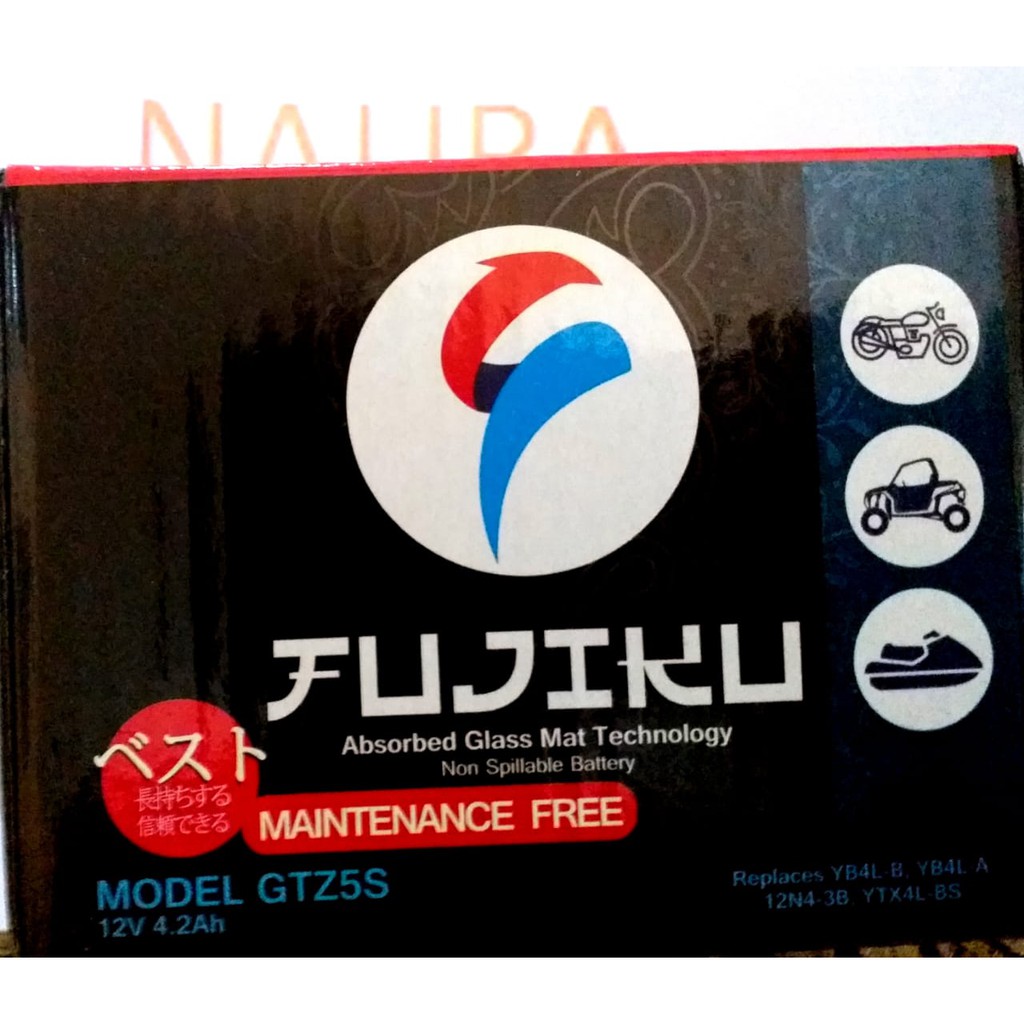 FUJIKU
Absorbed Glass Mat Technology
Non Spillable Battery
ベスト
長持ちする
信頼できる
MAINTENANCE FREE
MODEL GTZ5S
12V 4.2Ah
Replaces YB4L-B, YB4L-A
12N4-3B, YTX4L-BS